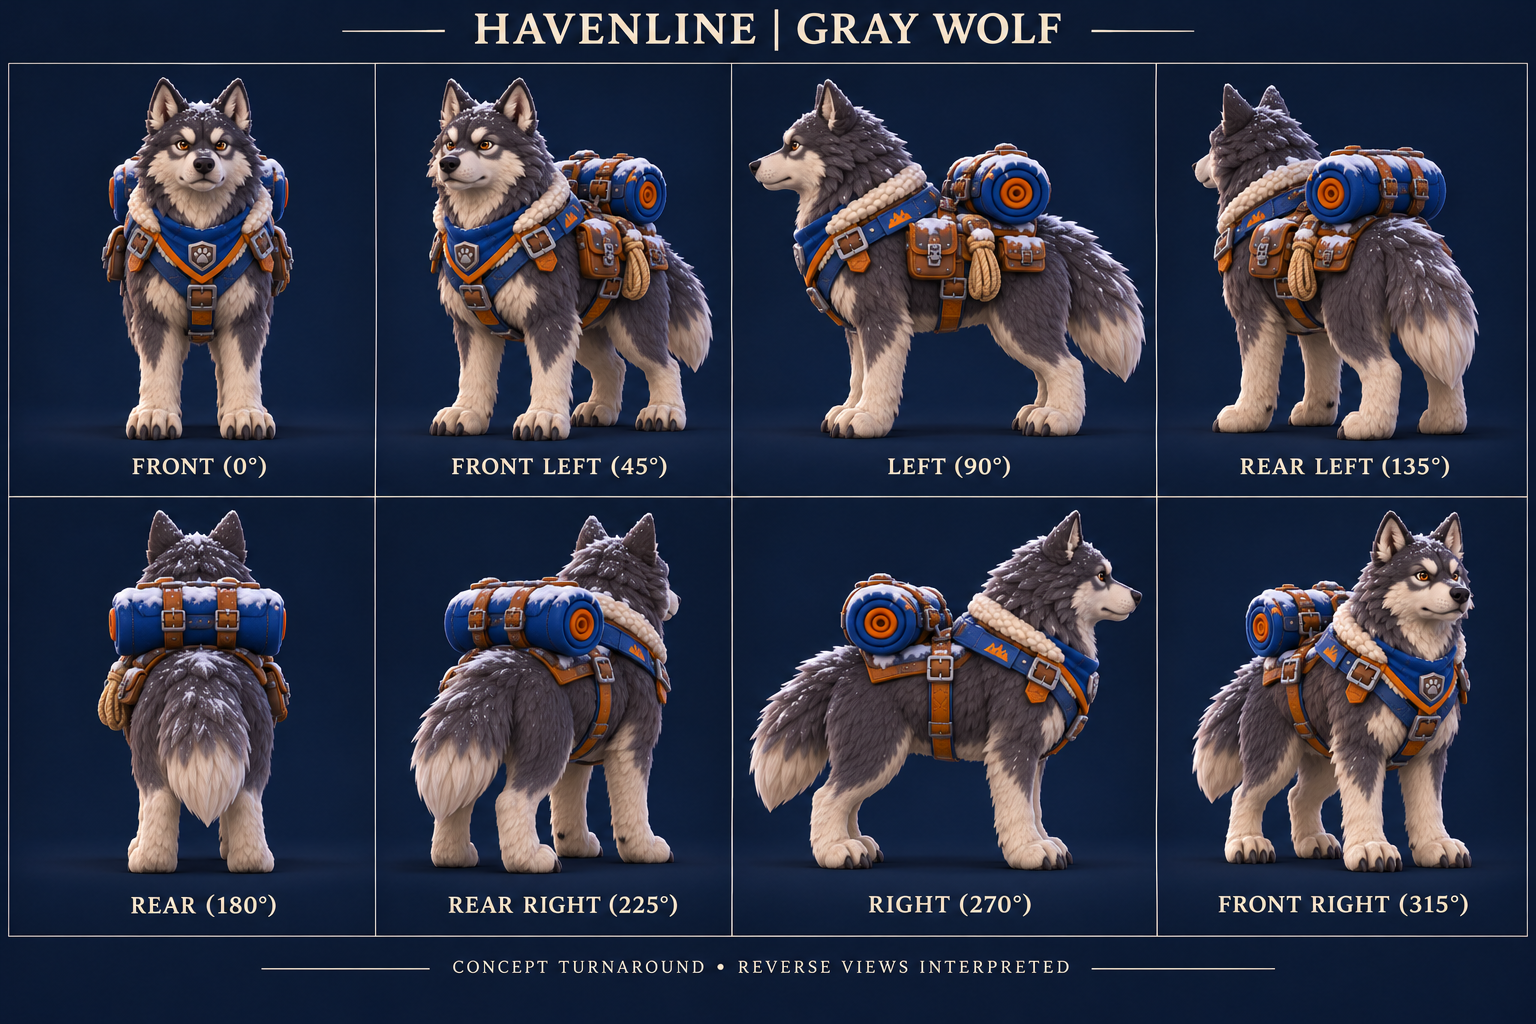 HAVENLINE | GRAY WOLF
FRONT (0°)
FRONT LEFT (45°)
LEFT (90°)
REAR LEFT (135°)
REAR (180°)
REAR RIGHT (225°)
RIGHT (270°)
FRONT RIGHT (315°)
CONCEPT TURNAROUND • REVERSE VIEWS INTERPRETED